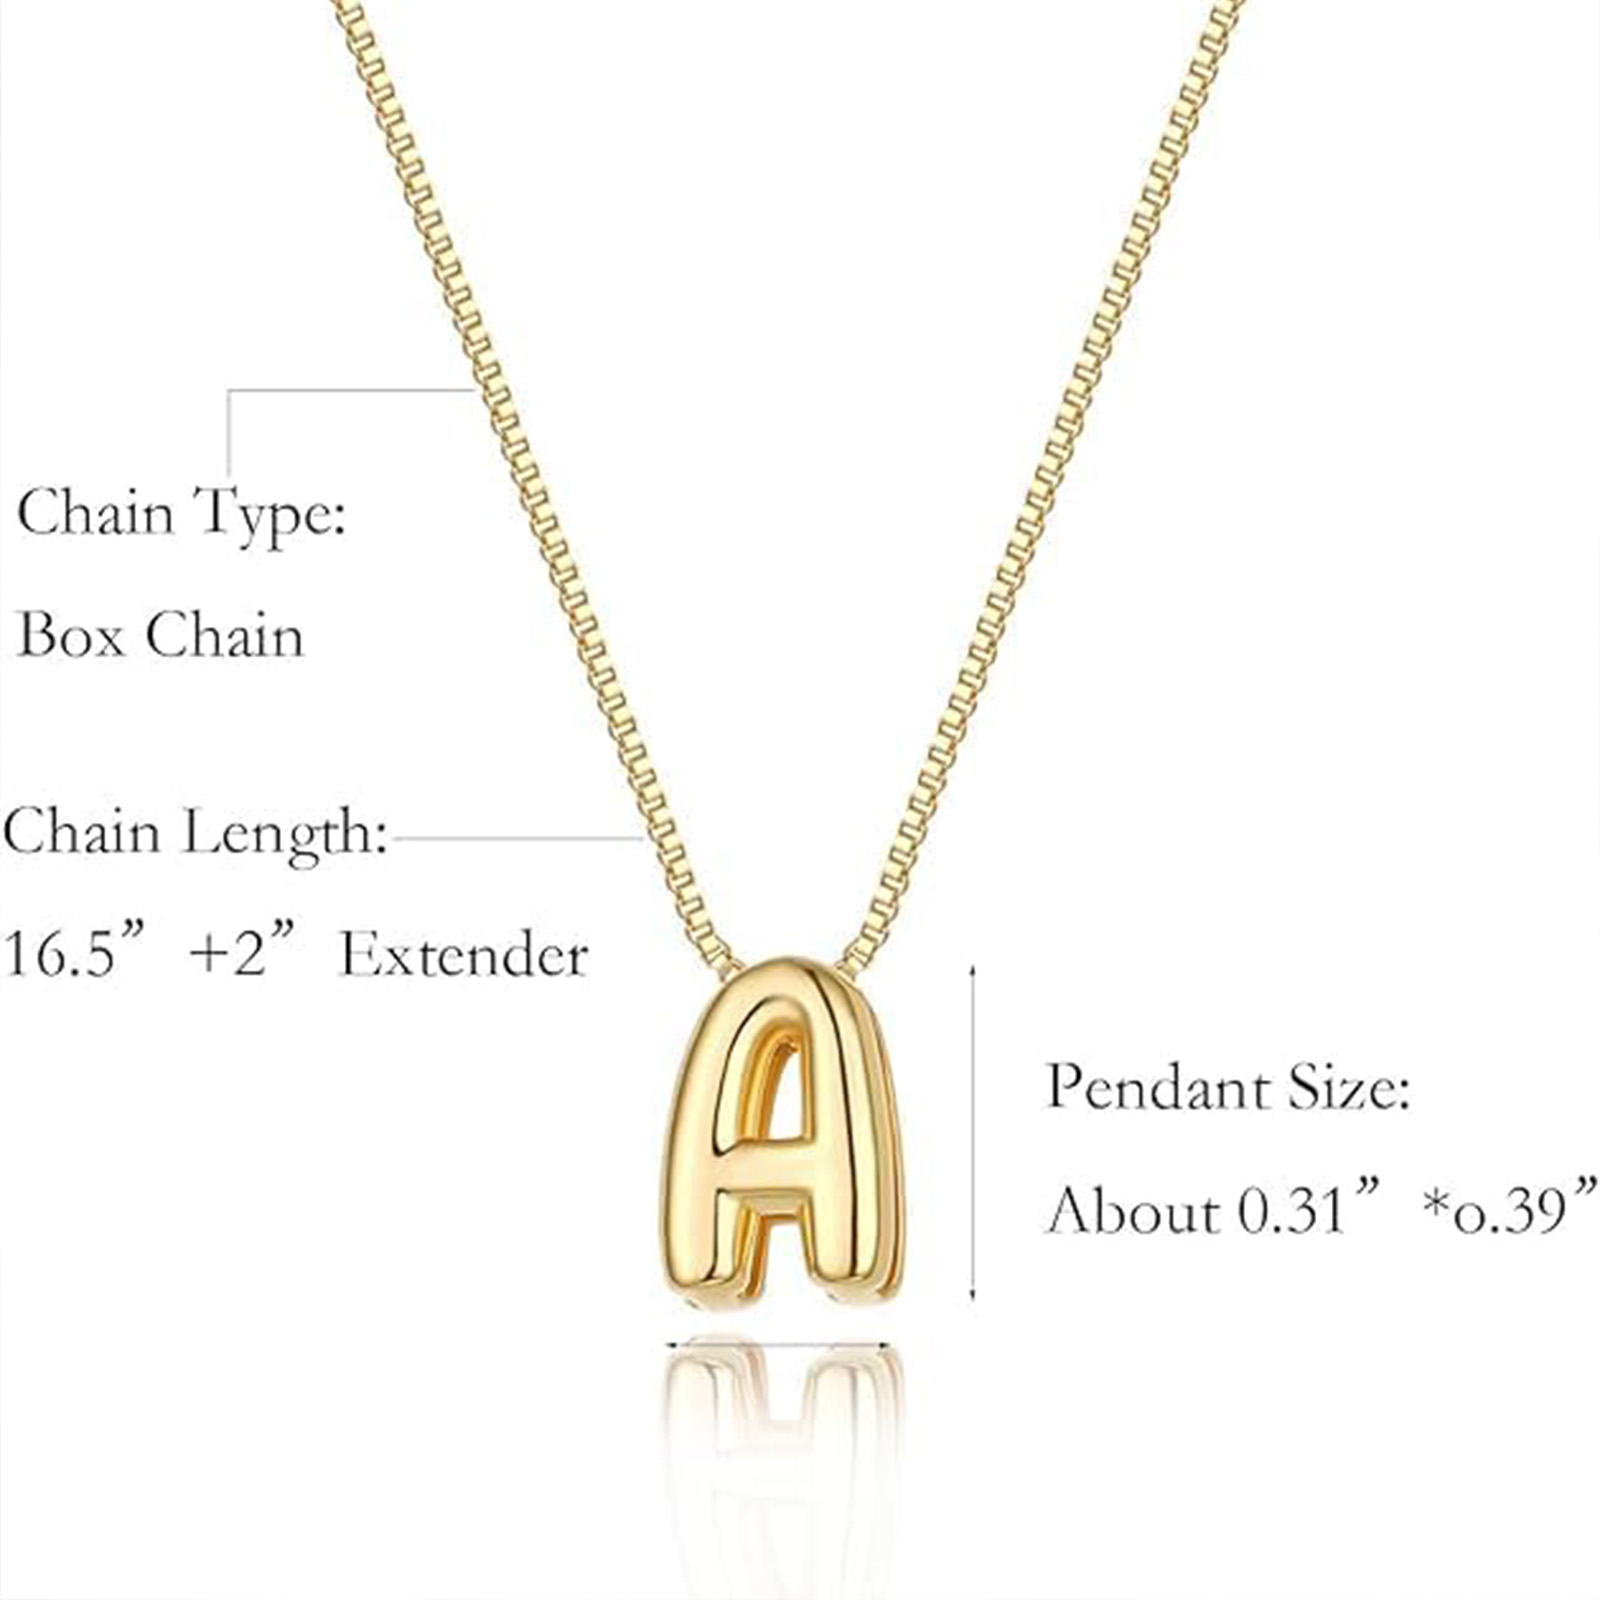 Chain Type:
Box Chain
Chain Length:
16.5” +2” Extender
A
Pendant Size:
About 0.31” *o.39”